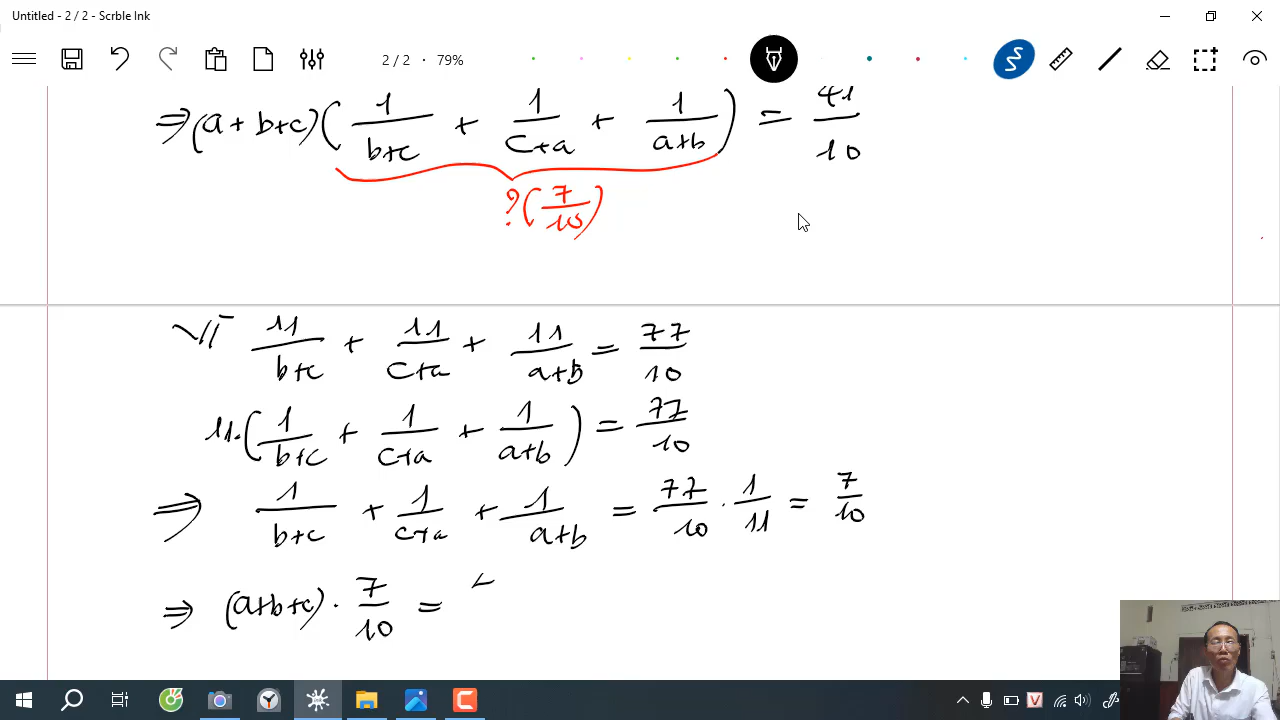 Untitled - 2 / 2 - Scrble Ink
2 / 2 · 79%
⇒ (a + b + c) ( 1/(b+c) + 1/(c+a) + 1/(a+b) ) = 41/10
? ( 7/10 )
Vì 11/(b+c) + 11/(c+a) + 11/(a+b) = 77/10
11. ( 1/(b+c) + 1/(c+a) + 1/(a+b) ) = 77/10
⇒ 1/(b+c) + 1/(c+a) + 1/(a+b) = 77/10 · 1/11 = 7/10
⇒ (a+b+c) · 7/10 =
V